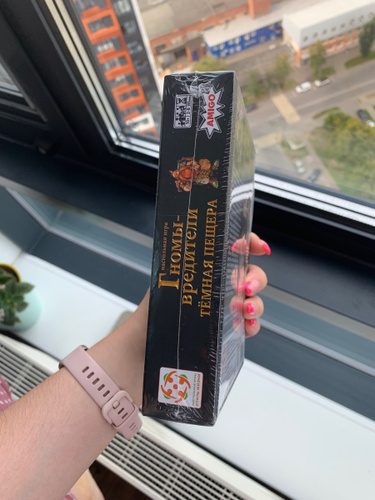 AMIGO
настольная игра
Гномы-
вредители
ТЁМНАЯ ПЕЩЕРА